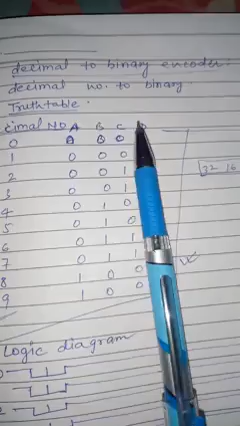 decimal to binary encoder:
decimal no. to binary
Truthtable.
cimal No A B C D
0 0 0 0
1 0 0 0
2 0 0 1
3 0 0 1
4 0 1 0
5 0 1 0
6 0 1 1
7 0 1 1
8 1 0 0
9 1 0 0
32 16
Logic diagram